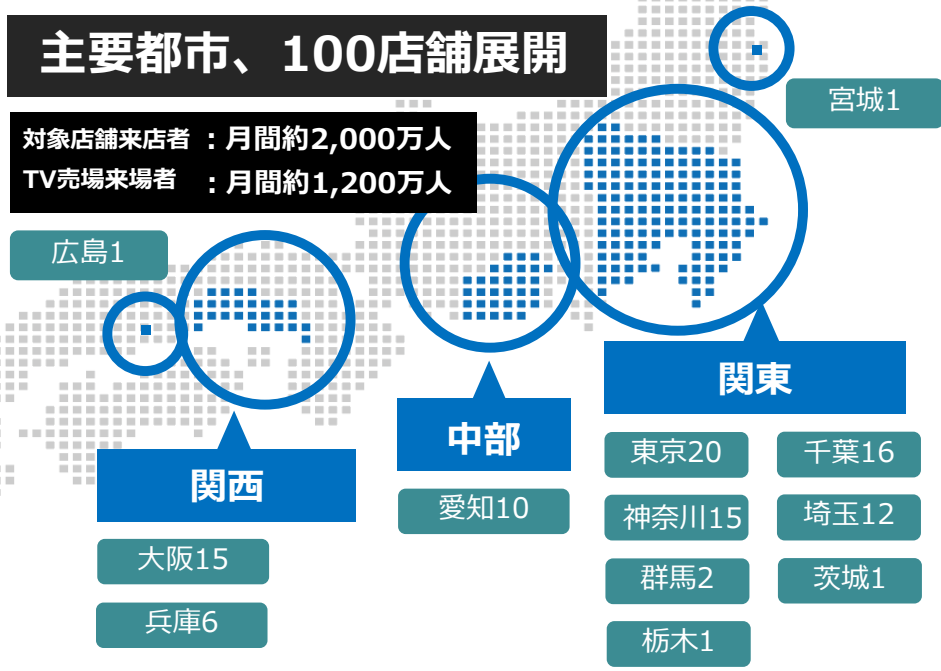 主要都市、100店舗展開
対象店舗来店者 : 月間約2,000万人
TV売場来場者 : 月間約1,200万人
宮城1
広島1
関東
東京20
千葉16
神奈川15
埼玉12
群馬2
茨城1
栃木1
中部
愛知10
関西
大阪15
兵庫6